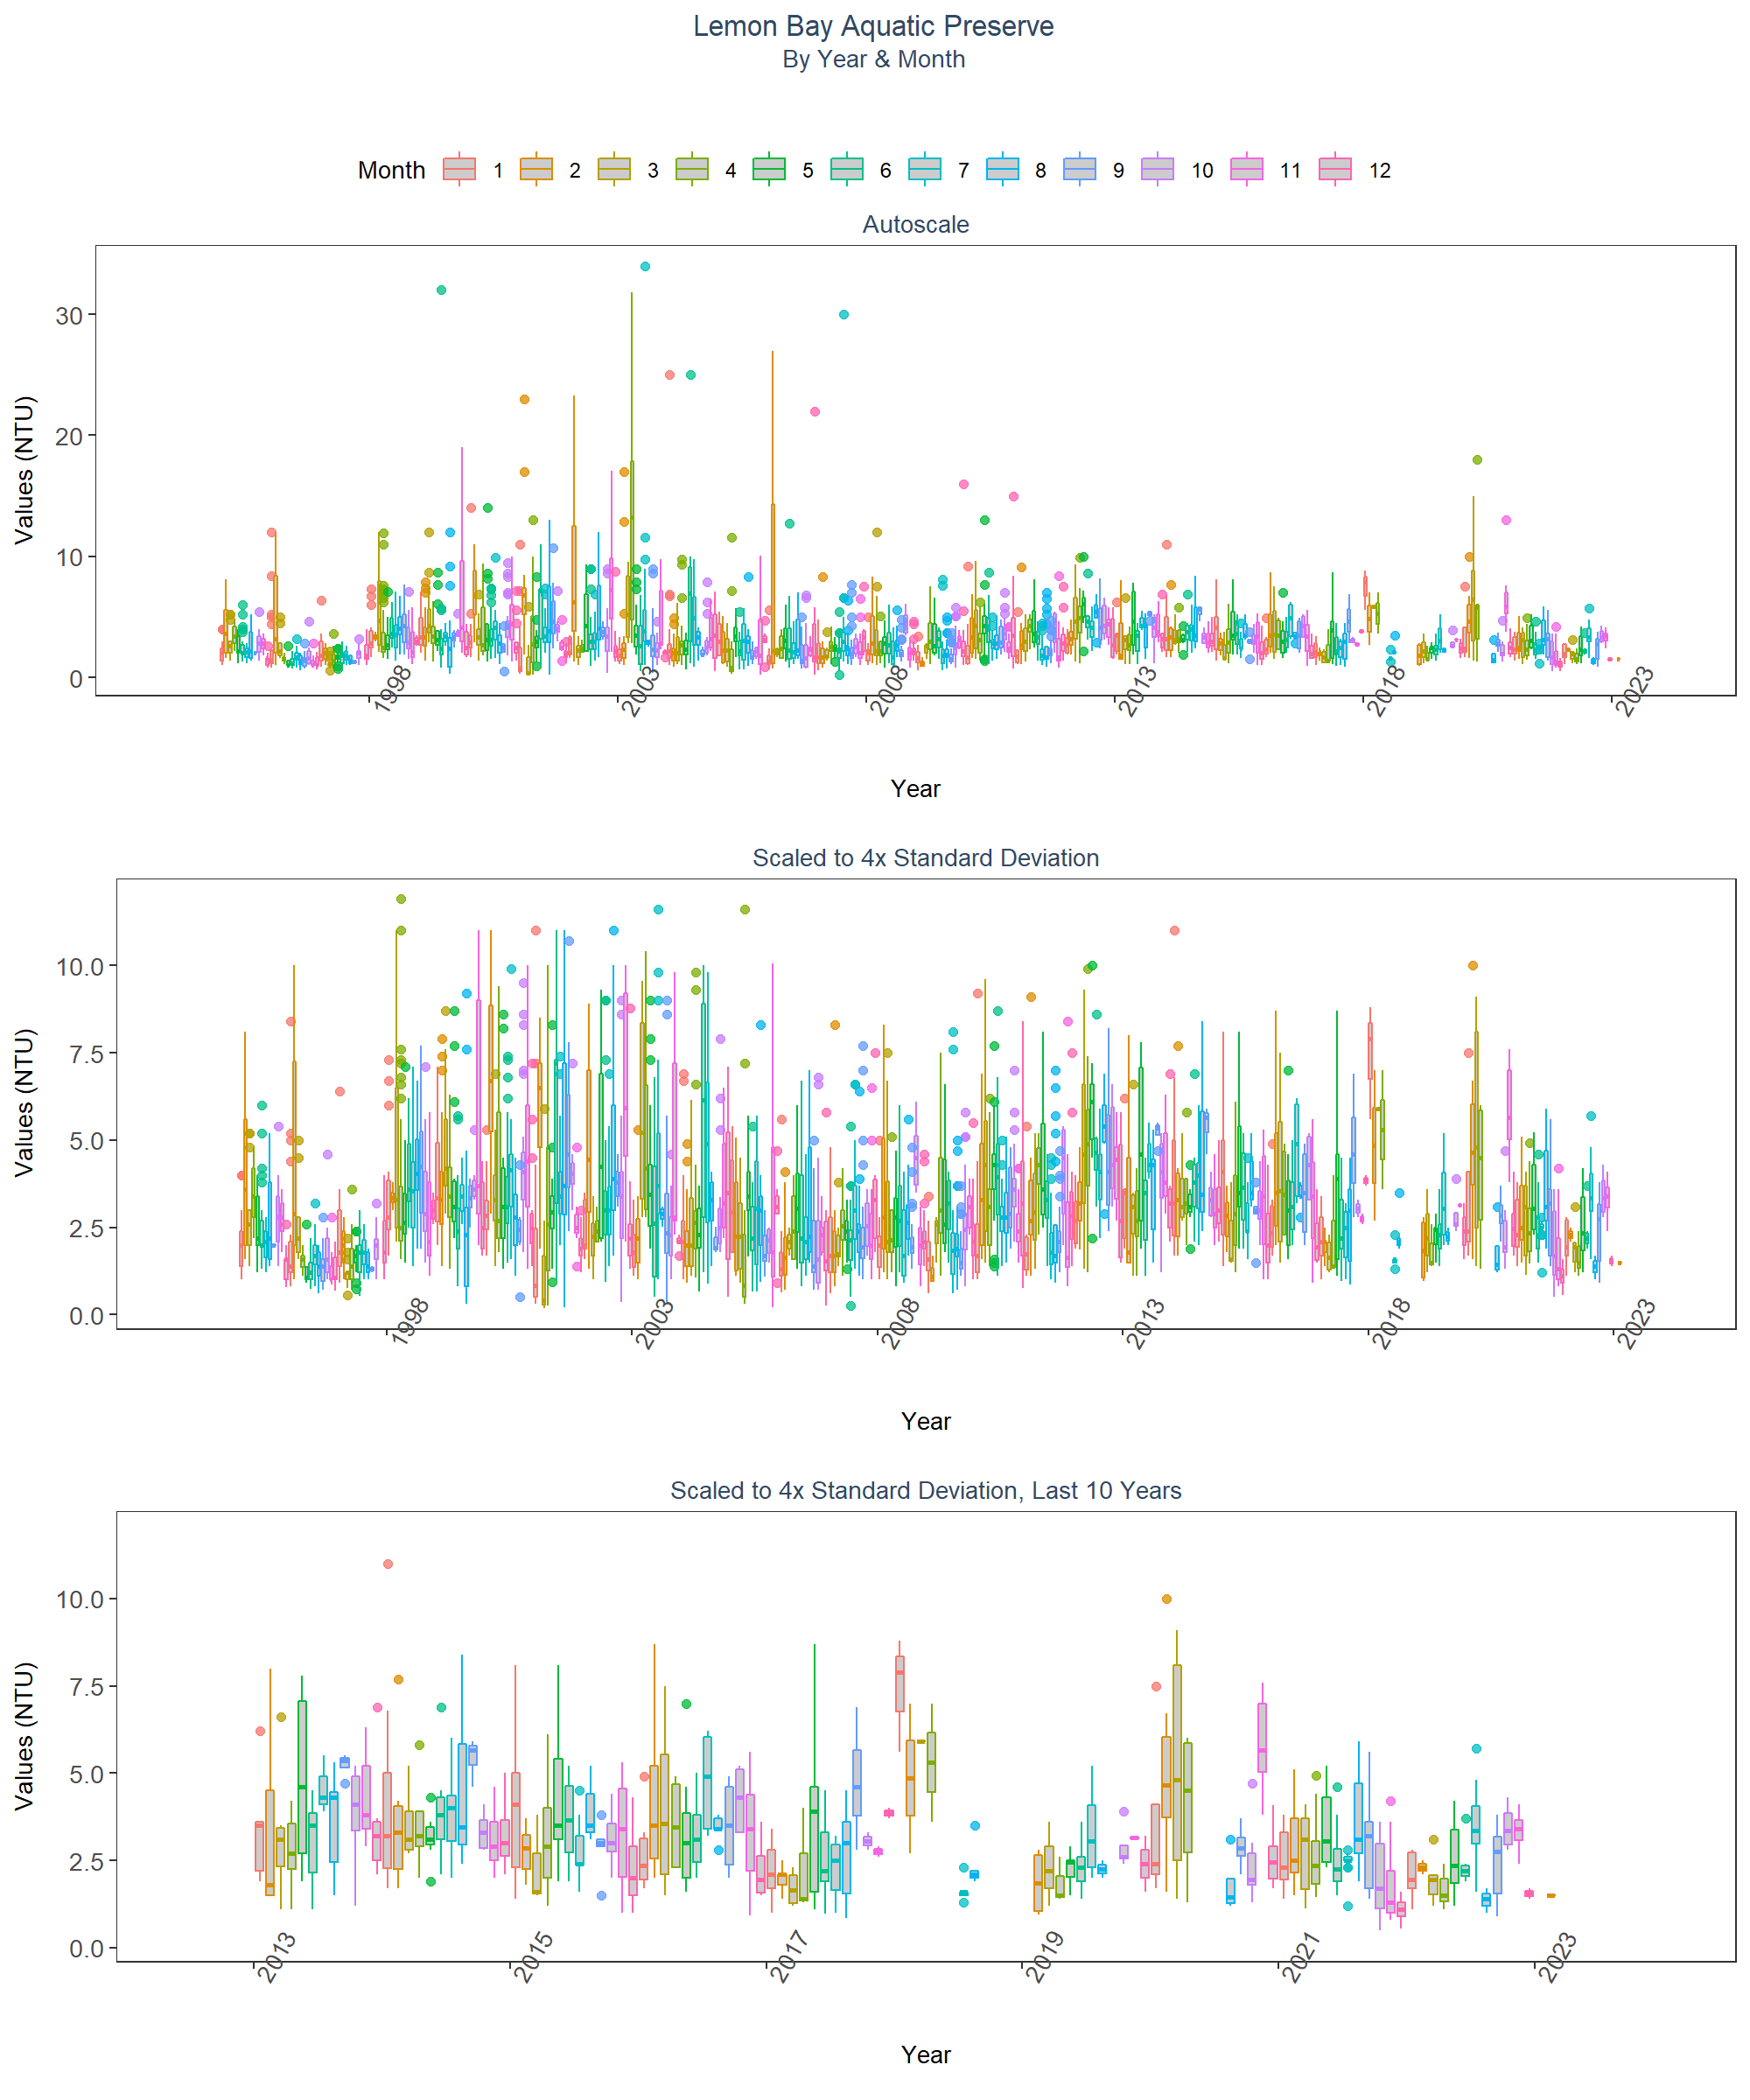 Lemon Bay Aquatic Preserve
By Year & Month
Month 1 2 3 4 5 6 7 8 9 10 11 12
Autoscale
Values (NTU)
30
20
10
0
1998 2003 2008 2013 2018 2023
Year
Scaled to 4x Standard Deviation
Values (NTU)
10.0
7.5
5.0
2.5
0.0
1998 2003 2008 2013 2018 2023
Year
Scaled to 4x Standard Deviation, Last 10 Years
Values (NTU)
10.0
7.5
5.0
2.5
0.0
2013 2015 2017 2019 2021 2023
Year